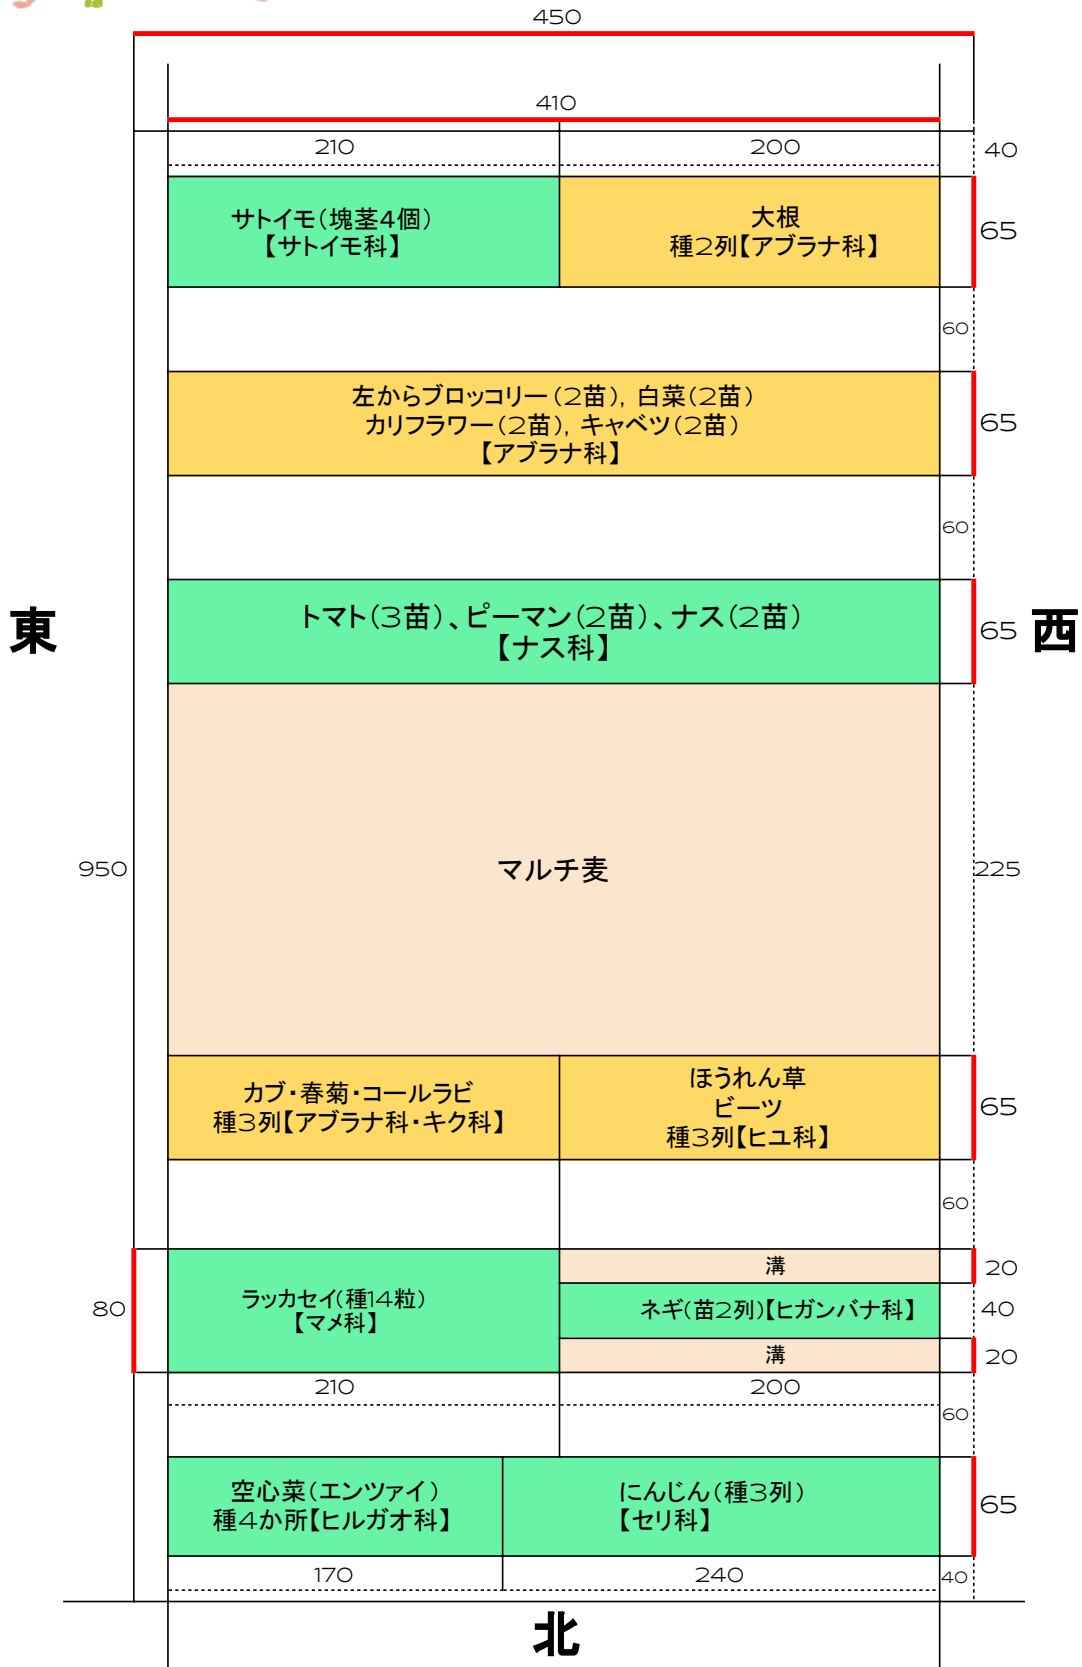 450
410
210
200
40
サトイモ(塊茎4個)
【サトイモ科】
大根
種2列【アブラナ科】
65
60
左からブロッコリー(2苗), 白菜(2苗)
カリフラワー(2苗), キャベツ(2苗)
【アブラナ科】
65
60
東
トマト(3苗)、ピーマン(2苗)、ナス(2苗)
【ナス科】
65
西
950
マルチ麦
225
カブ・春菊・コールラビ
種3列【アブラナ科・キク科】
ほうれん草
ビーツ
種3列【ヒユ科】
65
60
80
ラッカセイ(種14粒)
【マメ科】
溝
20
ネギ(苗2列)【ヒガンバナ科】
40
溝
20
210
200
60
空心菜(エンツァイ)
種4か所【ヒルガオ科】
にんじん(種3列)
【セリ科】
65
170
240
40
北